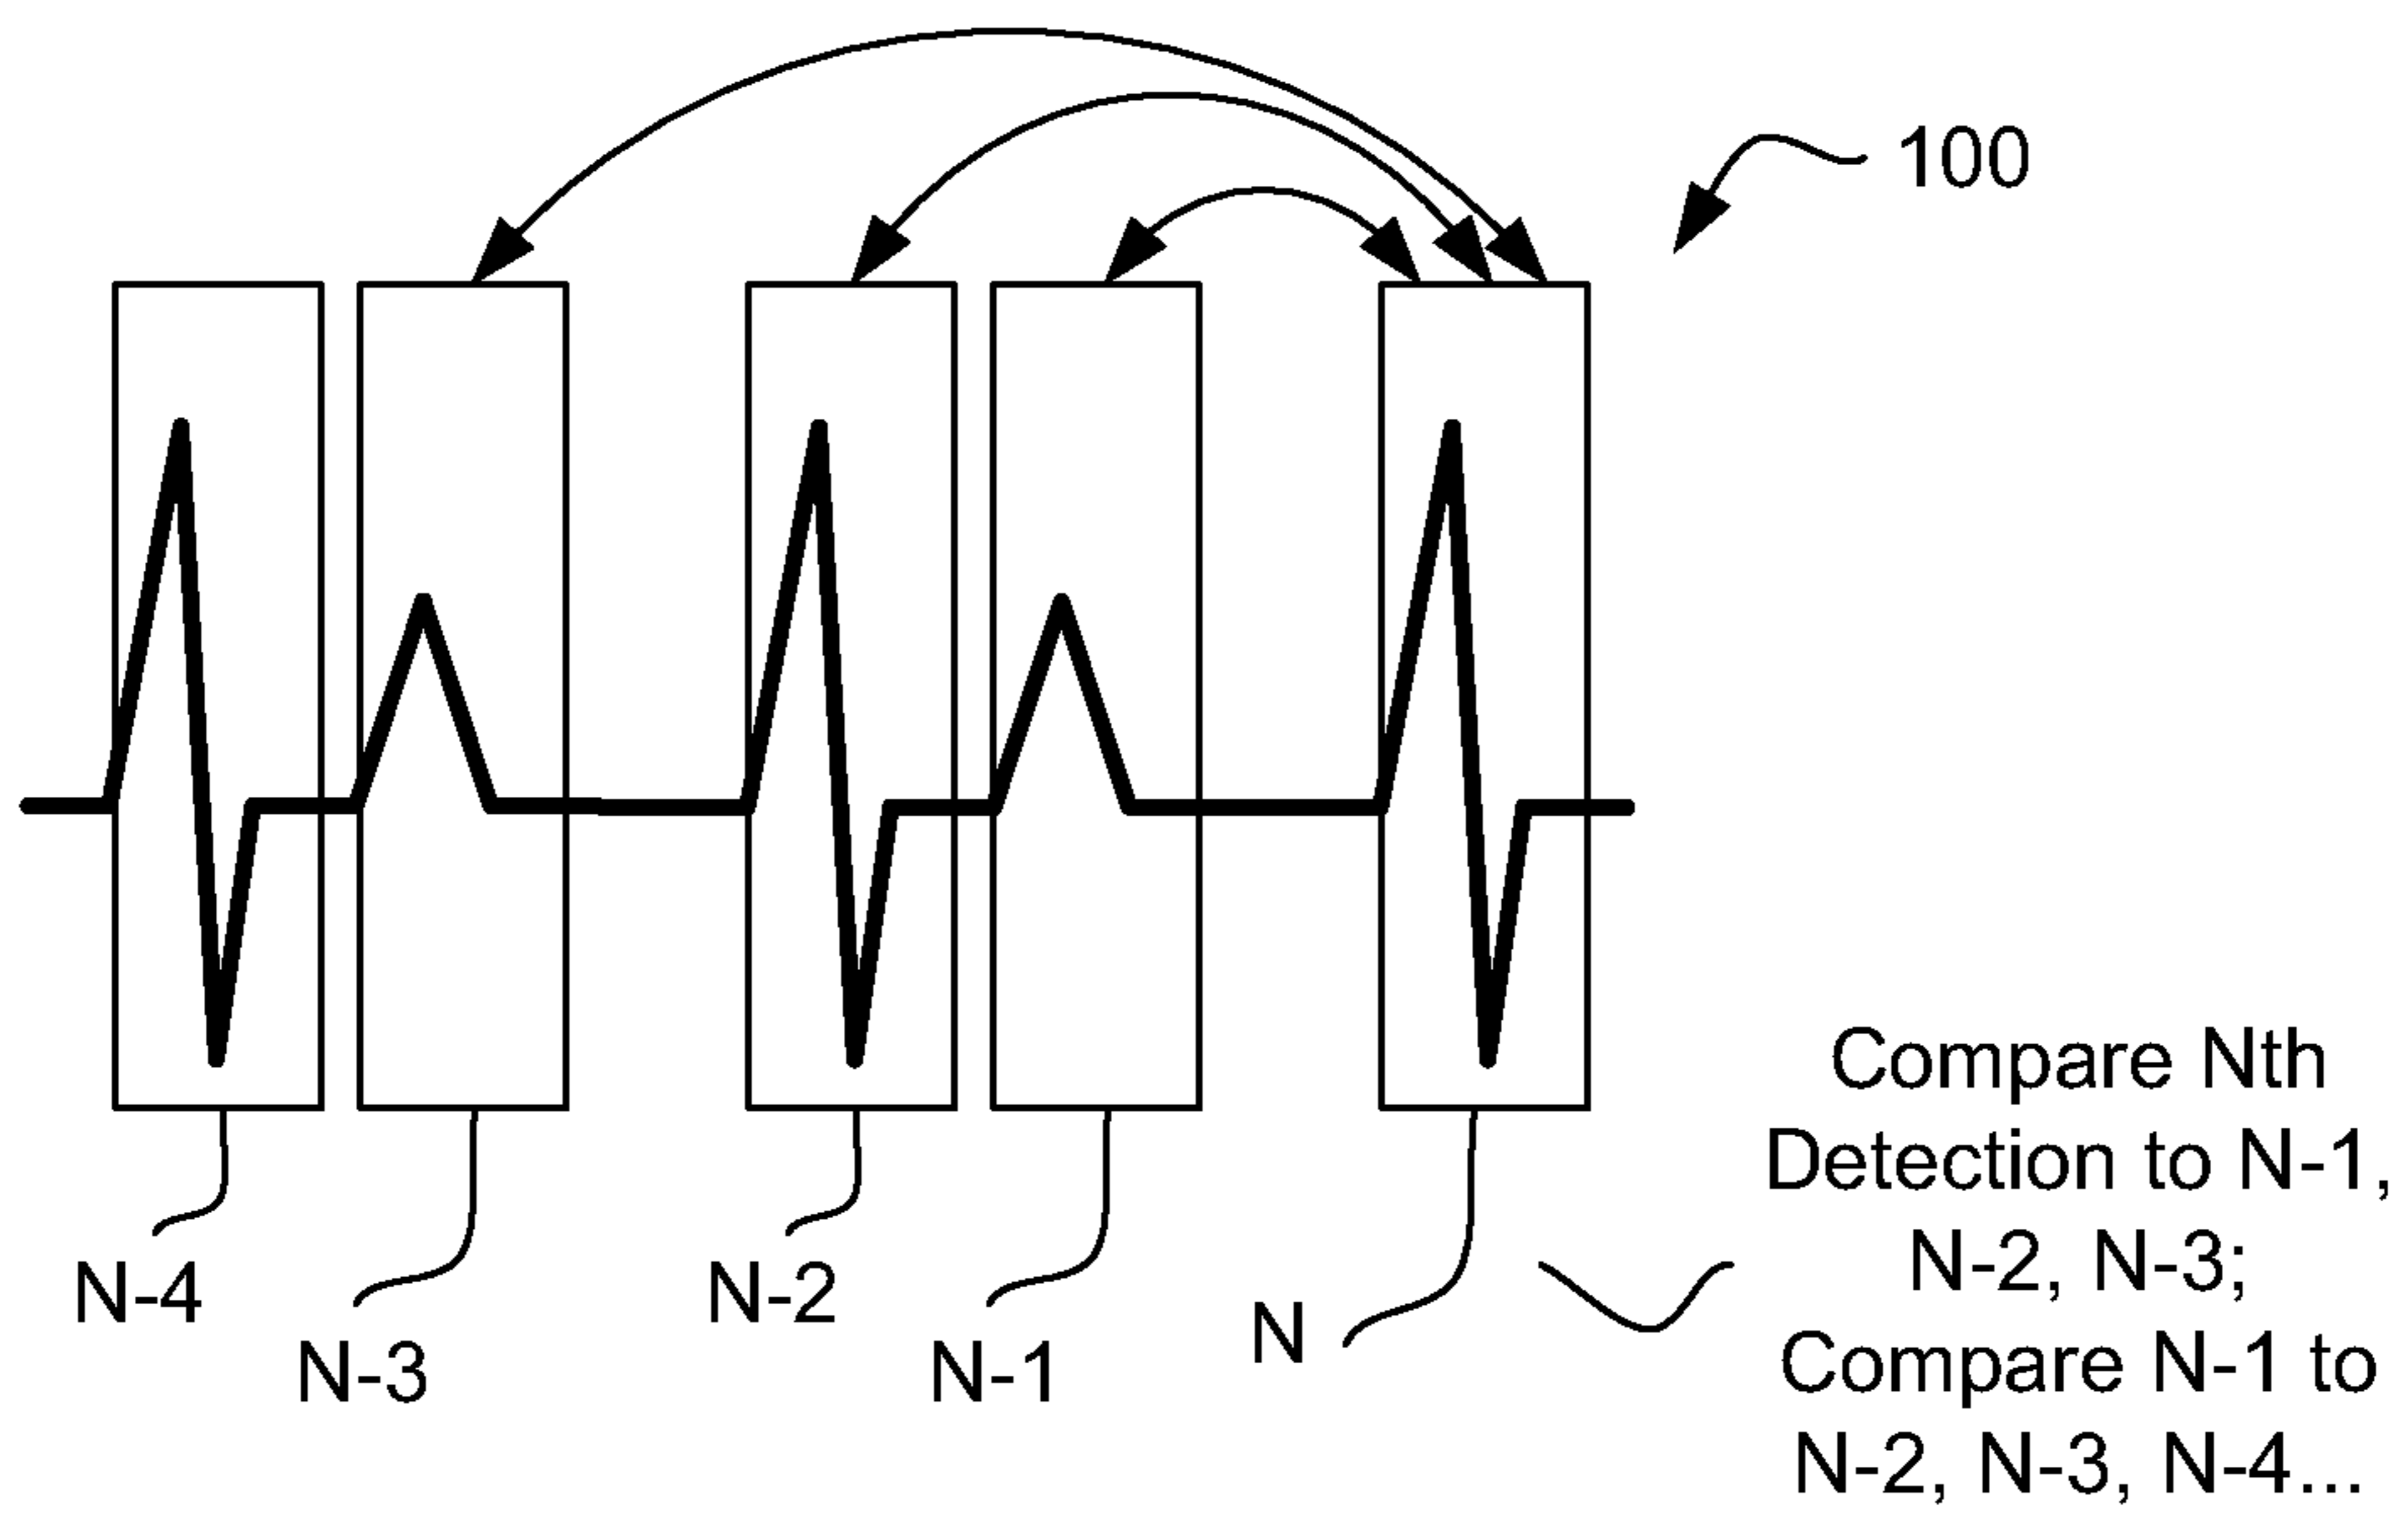 100
N-4
N-3
N-2
N-1
N
Compare Nth
Detection to N-1,
N-2, N-3;
Compare N-1 to
N-2, N-3, N-4...